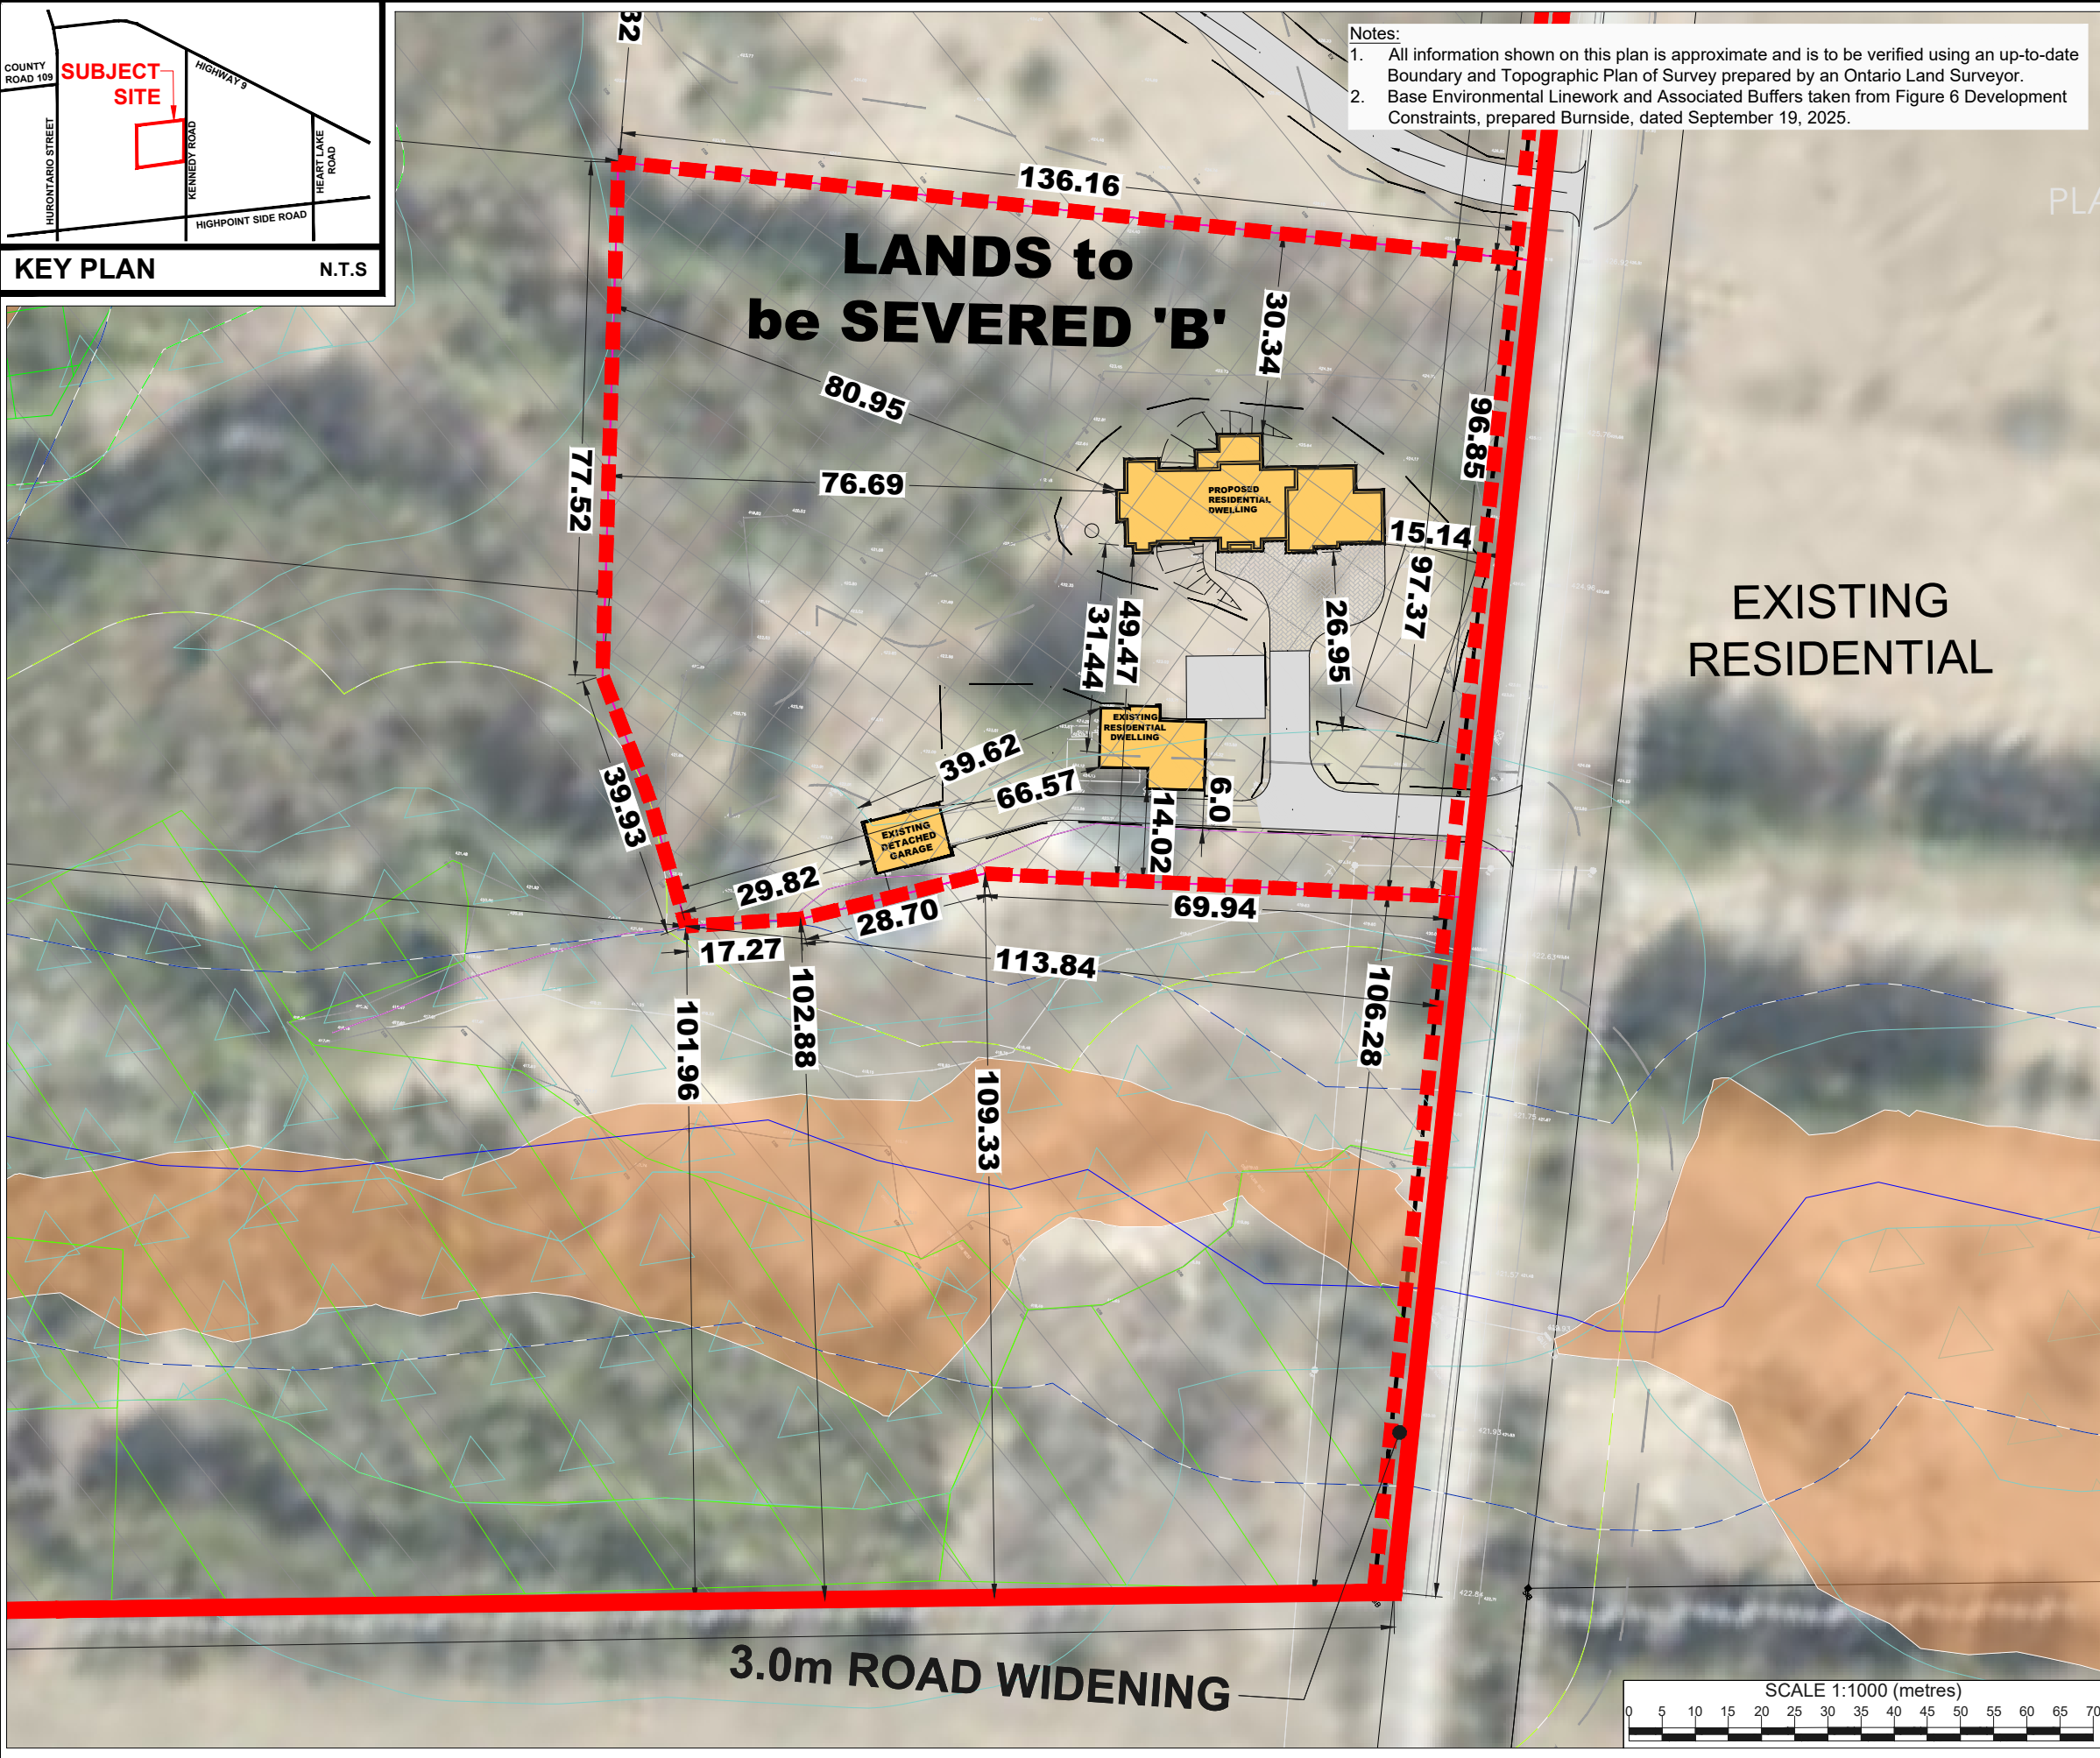 COUNTY
ROAD 109
SUBJECT
SITE
HIGHWAY 9
HURONTARIO STREET
KENNEDY ROAD
HEART LAKE
ROAD
HIGHPOINT SIDE ROAD
KEY PLAN
N.T.S
Notes:
1. All information shown on this plan is approximate and is to be verified using an up-to-date
Boundary and Topographic Plan of Survey prepared by an Ontario Land Surveyor.
2. Base Environmental Linework and Associated Buffers taken from Figure 6 Development
Constraints, prepared Burnside, dated September 19, 2025.
32
136.16
PLA
LANDS to
be SEVERED 'B'
30.34
80.95
96.85
77.52
76.69
PROPOSED
RESIDENTIAL
DWELLING
15.14
97.37
EXISTING
RESIDENTIAL
31.44
49.47
26.95
EXISTING
RESIDENTIAL
DWELLING
39.62
66.57
6.0
14.02
39.93
EXISTING
DETACHED
GARAGE
29.82
28.70
69.94
17.27
113.84
101.96
102.88
109.33
106.28
3.0m ROAD WIDENING
SCALE 1:1000 (metres)
0 5 10 15 20 25 30 35 40 45 50 55 60 65 70